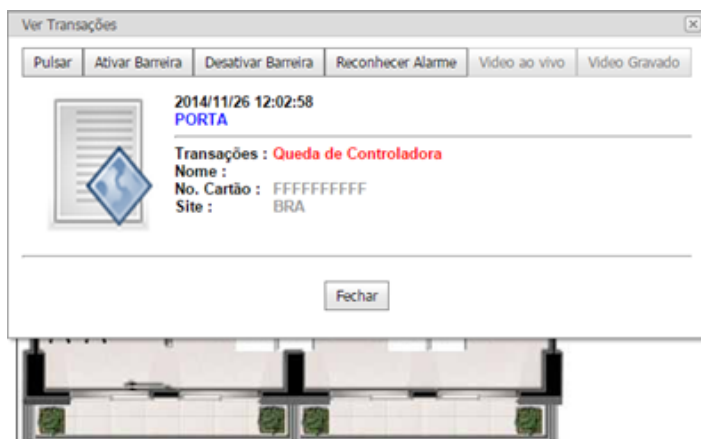 Ver Transações
Pulsar Ativar Barreira Desativar Barreira Reconhecer Alarme Video ao vivo Video Gravado
2014/11/26 12:02:58
PORTA
Transações : Queda de Controladora
Nome :
No. Cartão : FFFFFFFFFF
Site : BRA
Fechar